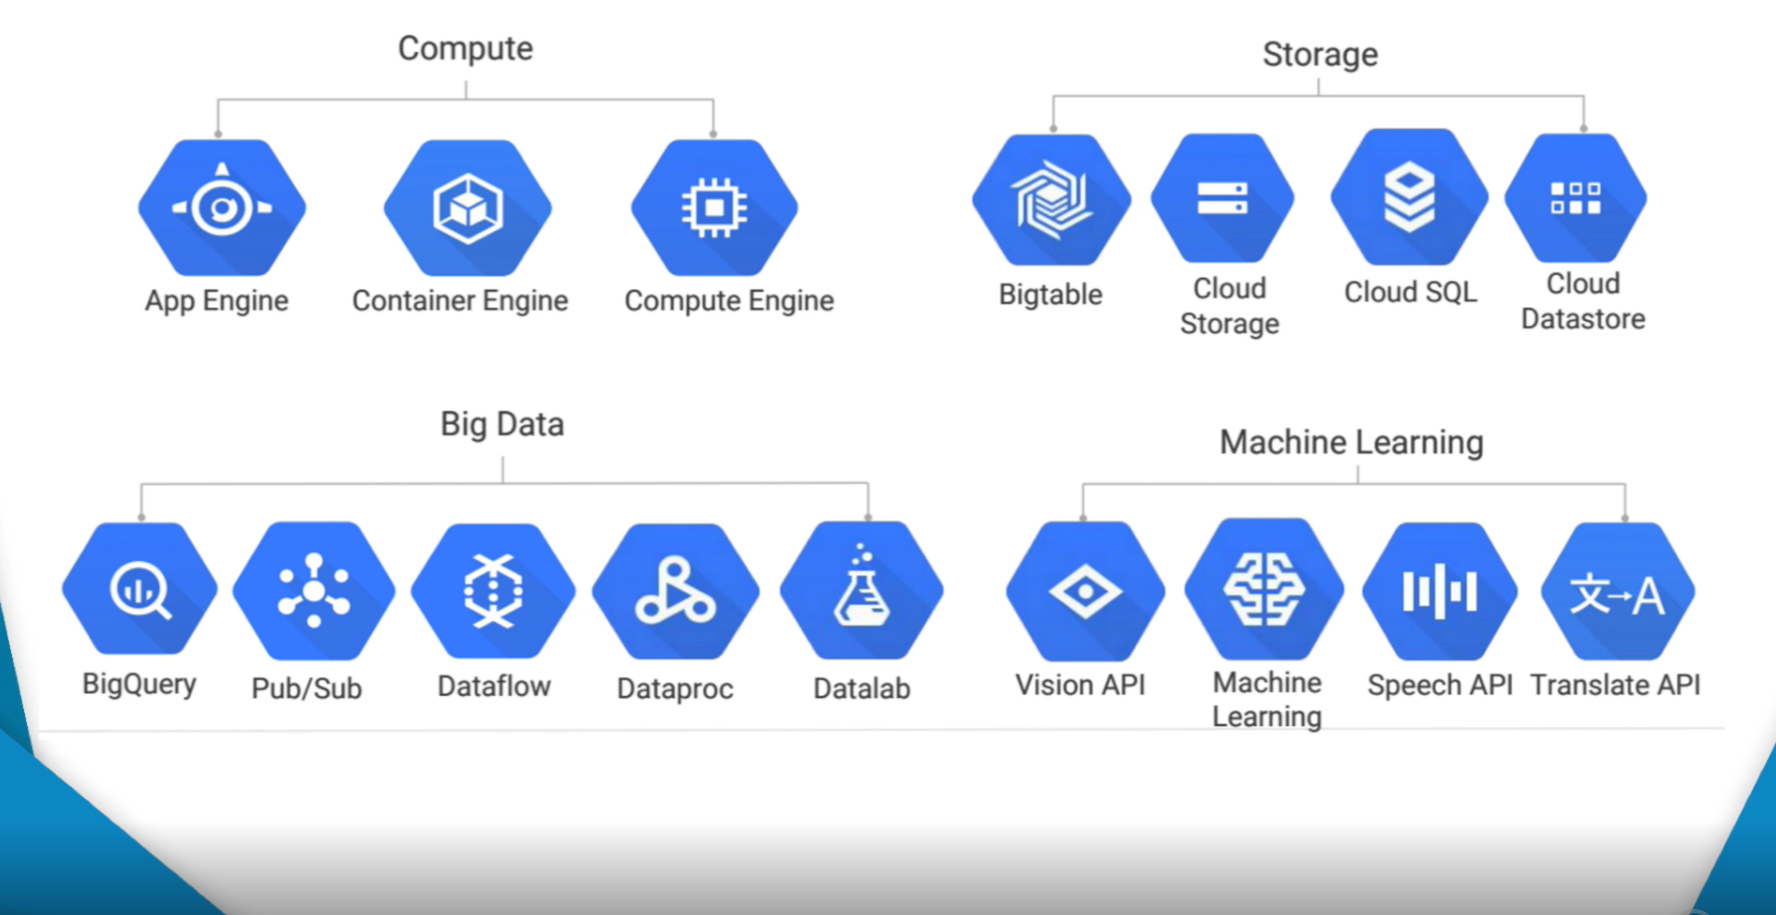 Compute
App Engine
Container Engine
Compute Engine
Storage
Bigtable
Cloud
Storage
Cloud SQL
Cloud
Datastore
Big Data
BigQuery
Pub/Sub
Dataflow
Dataproc
Datalab
Machine Learning
Vision API
Machine
Learning
Speech API
文→A
Translate API